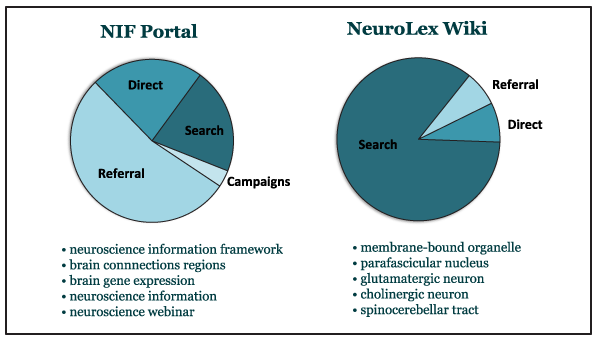 NIF Portal
Direct
Search
Referral
Campaigns
• neuroscience information framework
• brain connnections regions
• brain gene expression
• neuroscience information
• neuroscience webinar
NeuroLex Wiki
Referral
Direct
Search
• membrane-bound organelle
• parafascicular nucleus
• glutamatergic neuron
• cholinergic neuron
• spinocerebellar tract